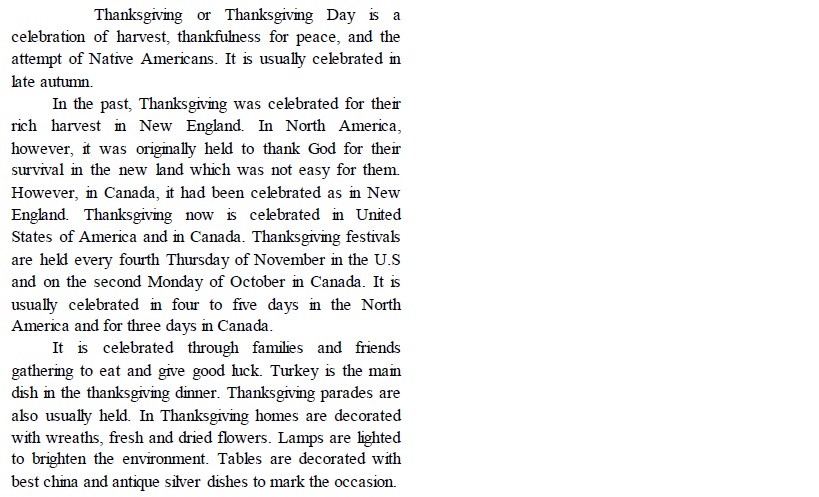 Thanksgiving or Thanksgiving Day is a
celebration of harvest, thankfulness for peace, and the
attempt of Native Americans. It is usually celebrated in
late autumn.
In the past, Thanksgiving was celebrated for their
rich harvest in New England. In North America,
however, it was originally held to thank God for their
survival in the new land which was not easy for them.
However, in Canada, it had been celebrated as in New
England. Thanksgiving now is celebrated in United
States of America and in Canada. Thanksgiving festivals
are held every fourth Thursday of November in the U.S
and on the second Monday of October in Canada. It is
usually celebrated in four to five days in the North
America and for three days in Canada.
It is celebrated through families and friends
gathering to eat and give good luck. Turkey is the main
dish in the thanksgiving dinner. Thanksgiving parades are
also usually held. In Thanksgiving homes are decorated
with wreaths, fresh and dried flowers. Lamps are lighted
to brighten the environment. Tables are decorated with
best china and antique silver dishes to mark the occasion.